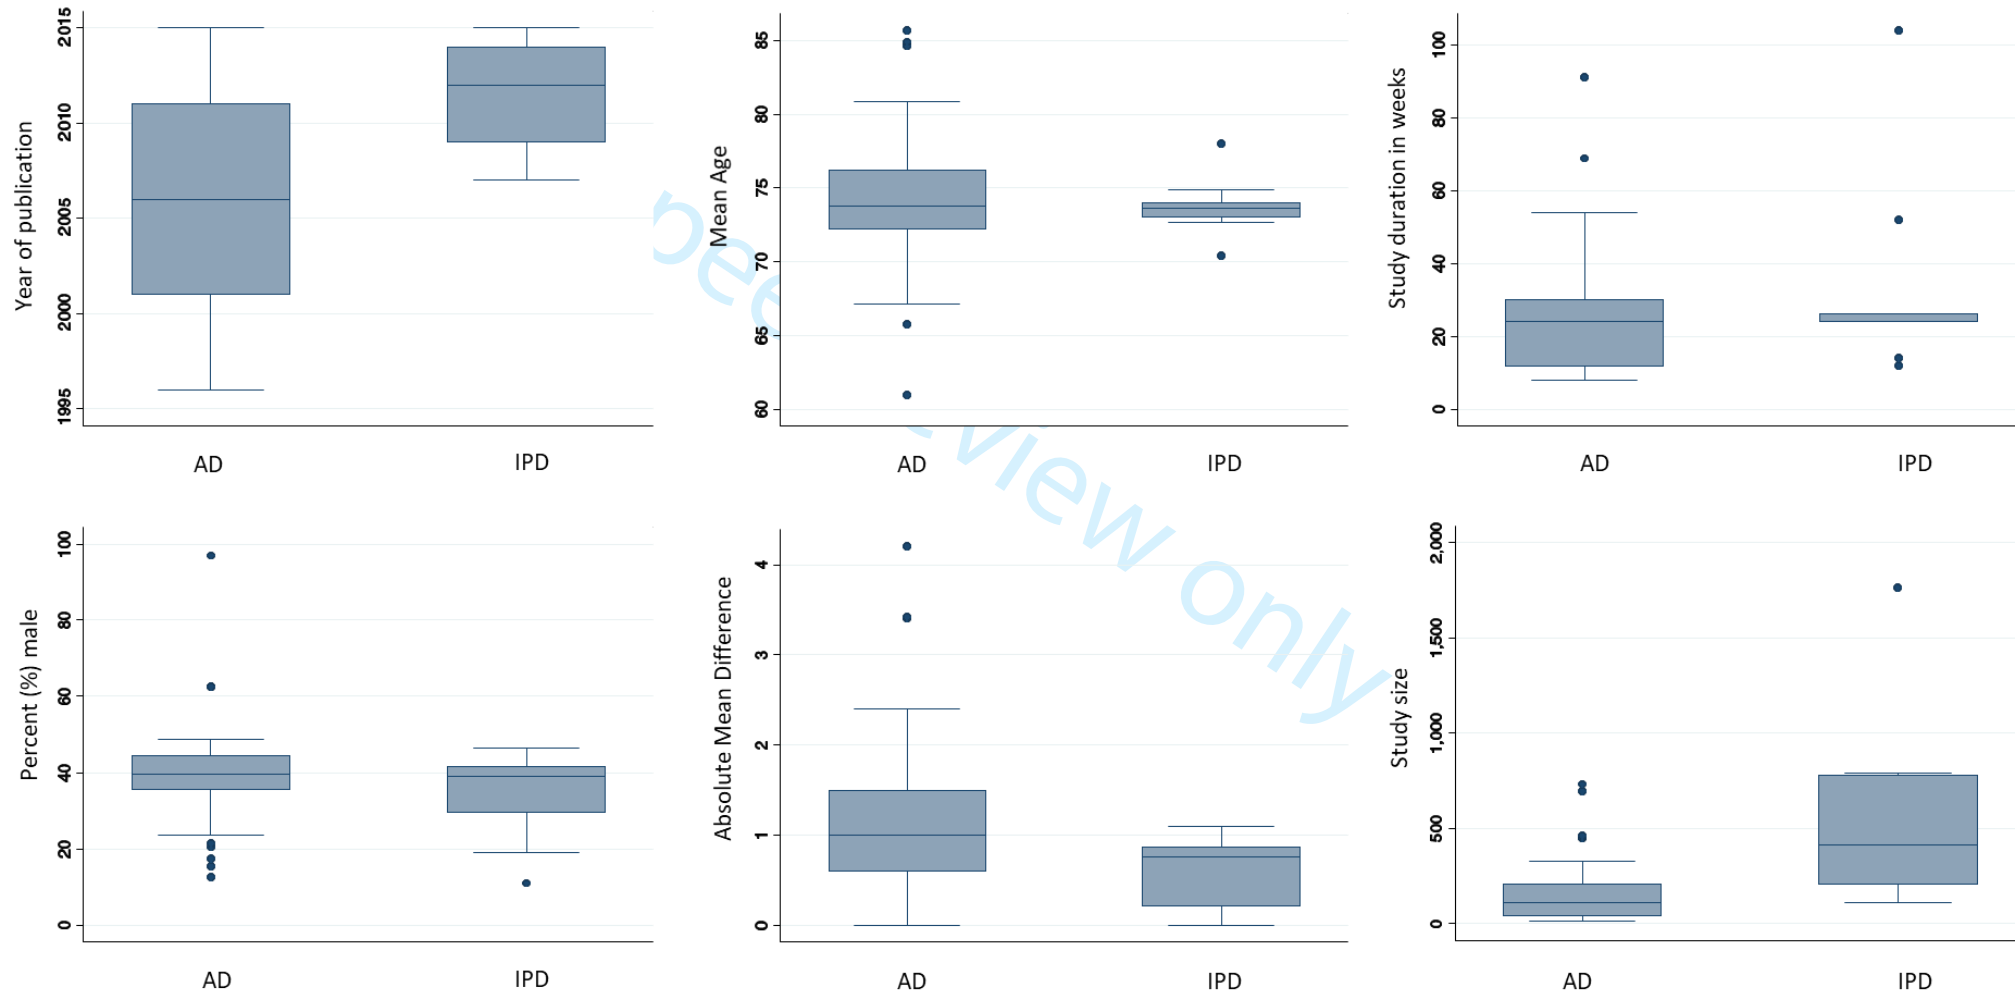 Year of publication
2015
2010
2005
2000
1995
AD
IPD
Mean Age
85
80
75
70
65
60
AD
IPD
Study duration in weeks
100
80
60
40
20
0
AD
IPD
Percent (%) male
100
80
60
40
20
0
AD
IPD
Absolute Mean Difference
4
3
2
1
0
AD
IPD
Study size
2,000
1,500
1,000
500
0
AD
IPD
only